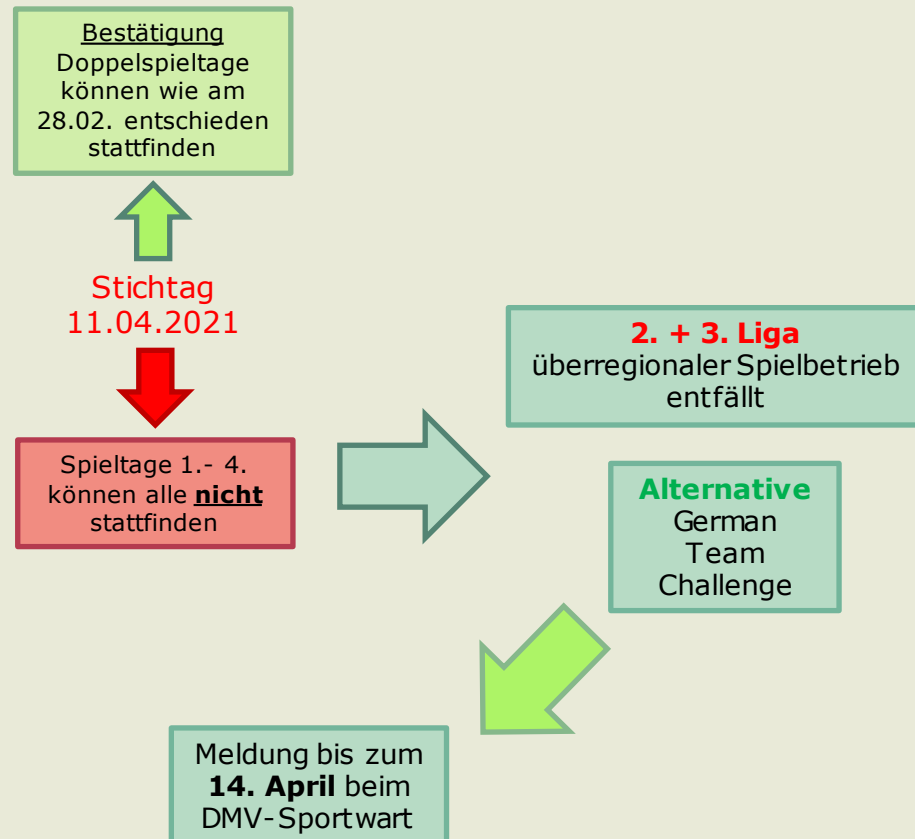 Bestätigung
Doppelspieltage
können wie am
28.02. entschieden
stattfinden
Stichtag
11.04.2021
Spieltage 1.- 4.
können alle nicht
stattfinden
2. + 3. Liga
überregionaler Spielbetrieb
entfällt
Alternative
German
Team
Challenge
Meldung bis zum
14. April beim
DMV-Sportwart